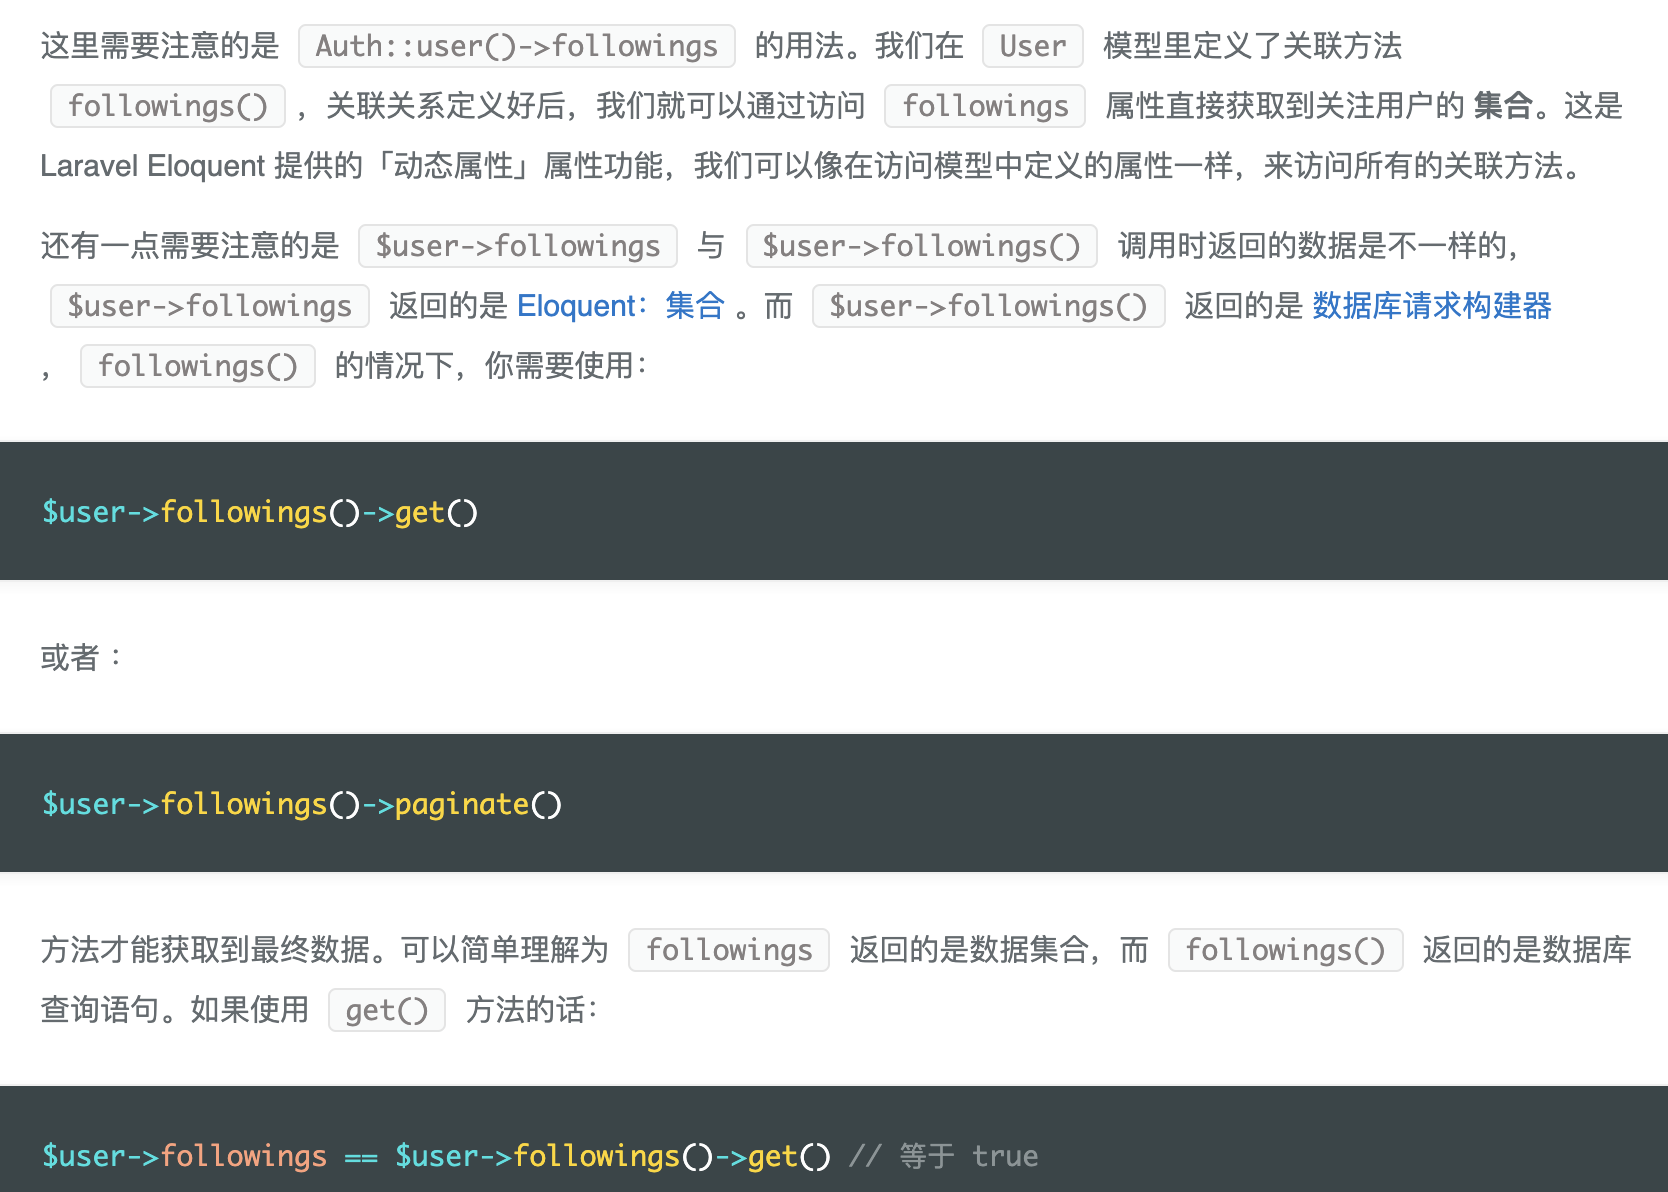 这里需要注意的是 Auth::user()->followings 的用法。我们在 User 模型里定义了关联方法
followings() ，关联关系定义好后，我们就可以通过访问 followings 属性直接获取到关注用户的 集合。这是
Laravel Eloquent 提供的「动态属性」属性功能，我们可以像在访问模型中定义的属性一样，来访问所有的关联方法。
还有一点需要注意的是 $user->followings 与 $user->followings() 调用时返回的数据是不一样的，
$user->followings 返回的是 Eloquent：集合 。而 $user->followings() 返回的是 数据库请求构建器
， followings() 的情况下，你需要使用：
$user->followings()->get()
或者 ：
$user->followings()->paginate()
方法才能获取到最终数据。可以简单理解为 followings 返回的是数据集合，而 followings() 返回的是数据库
查询语句。如果使用 get() 方法的话：
$user->followings == $user->followings()->get() // 等于 true